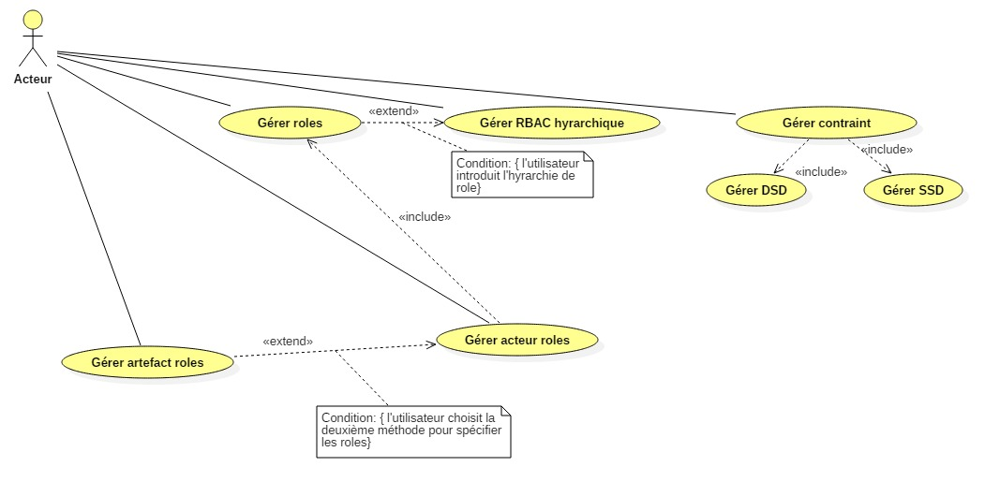 Acteur
«extend»
Gérer roles
Gérer RBAC hyrarchique
Gérer contraint
«include»
Condition: { l'utilisateur
introduit l'hyrarchie de
role}
«include»
Gérer DSD
Gérer SSD
«include»
Gérer acteur roles
«extend»
Gérer artefact roles
Condition: { l'utilisateur choisit la
deuxième méthode pour spécifier
les roles}